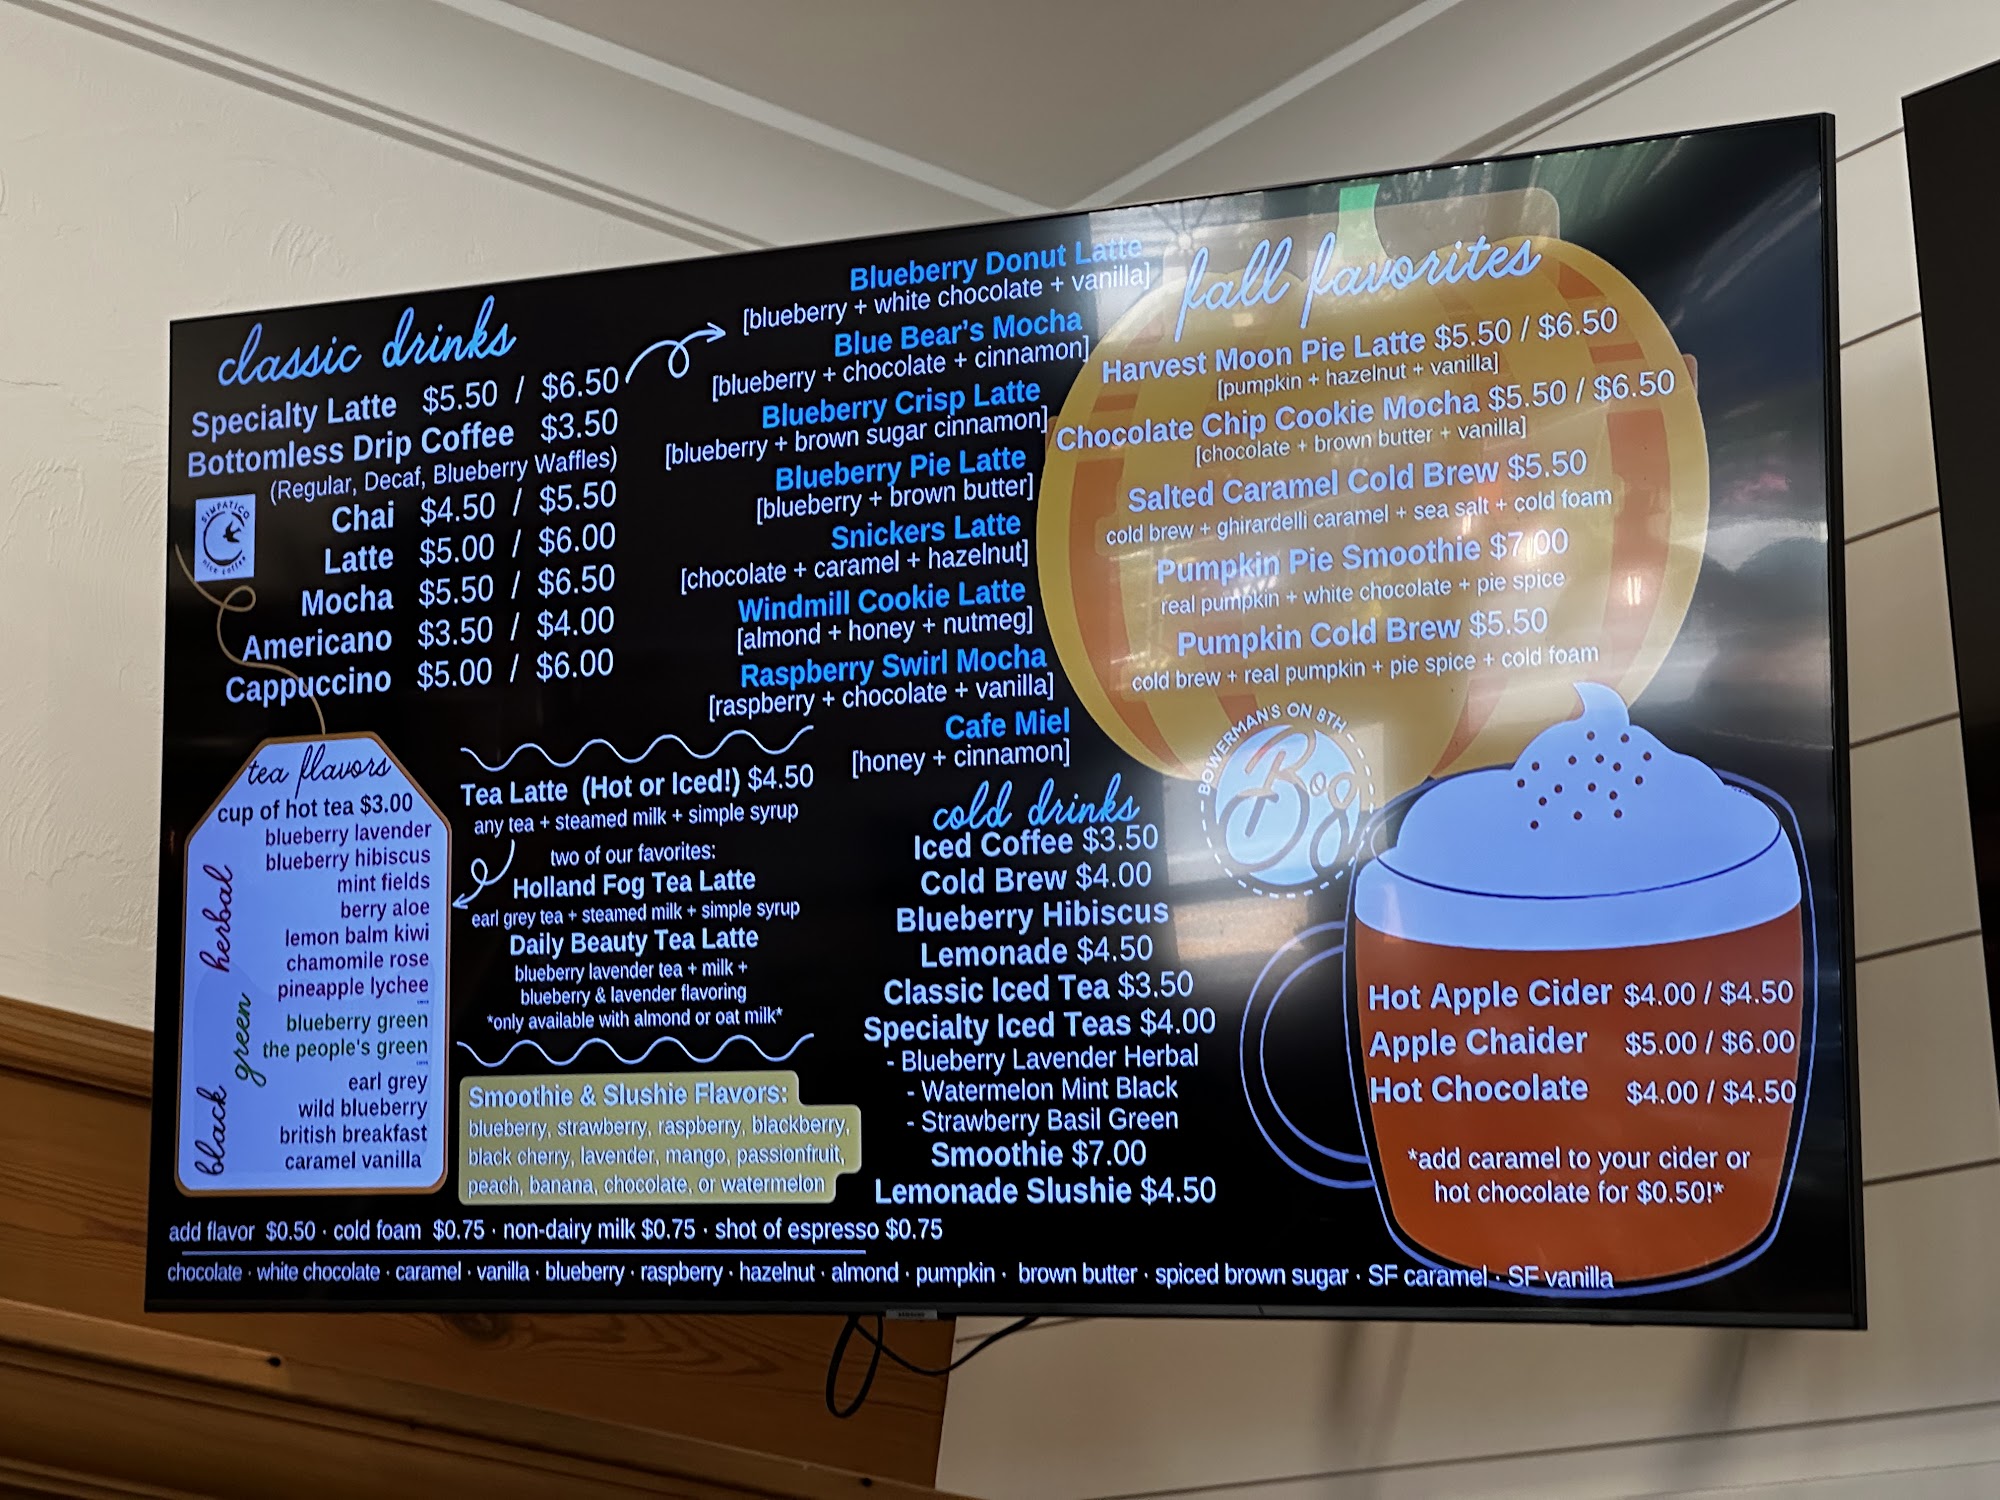 classic drinks
Specialty Latte $5.50 / $6.50
Bottomless Drip Coffee $3.50
(Regular, Decaf, Blueberry Waffles)
Chai $4.50 / $5.50
Latte $5.00 / $6.00
Mocha $5.50 / $6.50
Americano $3.50 / $4.00
Cappuccino $5.00 / $6.00
SIMPATICO
nice coffee
Blueberry Donut Latte
[blueberry + white chocolate + vanilla]
Blue Bear's Mocha
[blueberry + chocolate + cinnamon]
Blueberry Crisp Latte
[blueberry + brown sugar cinnamon]
Blueberry Pie Latte
[blueberry + brown butter]
Snickers Latte
[chocolate + caramel + hazelnut]
Windmill Cookie Latte
[almond + honey + nutmeg]
Raspberry Swirl Mocha
[raspberry + chocolate + vanilla]
Cafe Miel
[honey + cinnamon]
fall favorites
Harvest Moon Pie Latte $5.50 / $6.50
[pumpkin + hazelnut + vanilla]
Chocolate Chip Cookie Mocha $5.50 / $6.50
[chocolate + brown butter + vanilla]
Salted Caramel Cold Brew $5.50
cold brew + ghirardelli caramel + sea salt + cold foam
Pumpkin Pie Smoothie $7.00
real pumpkin + white chocolate + pie spice
Pumpkin Cold Brew $5.50
cold brew + real pumpkin + pie spice + cold foam
BOWERMAN'S ON 8TH
Bo8
tea flavors
cup of hot tea $3.00
herbal
blueberry lavender
blueberry hibiscus
mint fields
berry aloe
lemon balm kiwi
chamomile rose
pineapple lychee
green
blueberry green
the people's green
black
earl grey
wild blueberry
british breakfast
caramel vanilla
Tea Latte (Hot or Iced!) $4.50
any tea + steamed milk + simple syrup
two of our favorites:
Holland Fog Tea Latte
earl grey tea + steamed milk + simple syrup
Daily Beauty Tea Latte
blueberry lavender tea + milk +
blueberry & lavender flavoring
*only available with almond or oat milk*
Smoothie & Slushie Flavors:
blueberry, strawberry, raspberry, blackberry,
black cherry, lavender, mango, passionfruit,
peach, banana, chocolate, or watermelon
cold drinks
Iced Coffee $3.50
Cold Brew $4.00
Blueberry Hibiscus
Lemonade $4.50
Classic Iced Tea $3.50
Specialty Iced Teas $4.00
- Blueberry Lavender Herbal
- Watermelon Mint Black
- Strawberry Basil Green
Smoothie $7.00
Lemonade Slushie $4.50
Hot Apple Cider $4.00 / $4.50
Apple Chaider $5.00 / $6.00
Hot Chocolate $4.00 / $4.50
*add caramel to your cider or
hot chocolate for $0.50!*
add flavor $0.50 · cold foam $0.75 · non-dairy milk $0.75 · shot of espresso $0.75
chocolate · white chocolate · caramel · vanilla · blueberry · raspberry · hazelnut · almond · pumpkin · brown butter · spiced brown sugar · SF caramel · SF vanilla